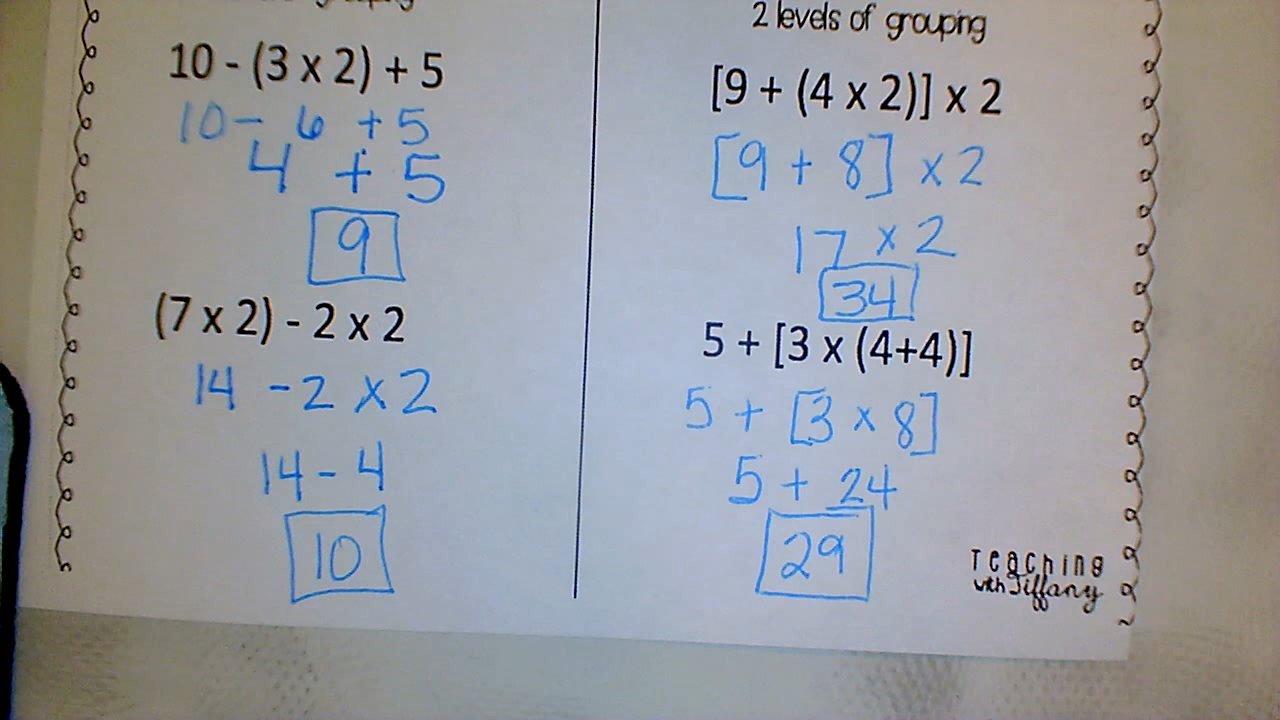 grouping
10 - (3 x 2) + 5
10 - 6 + 5
4 + 5
9
(7 x 2) - 2 x 2
14 - 2 x 2
14 - 4
10
2 levels of grouping
[9 + (4 x 2)] x 2
[9 + 8] x 2
17 x 2
34
5 + [3 x (4+4)]
5 + [3 x 8]
5 + 24
29
Teaching
with Tiffany